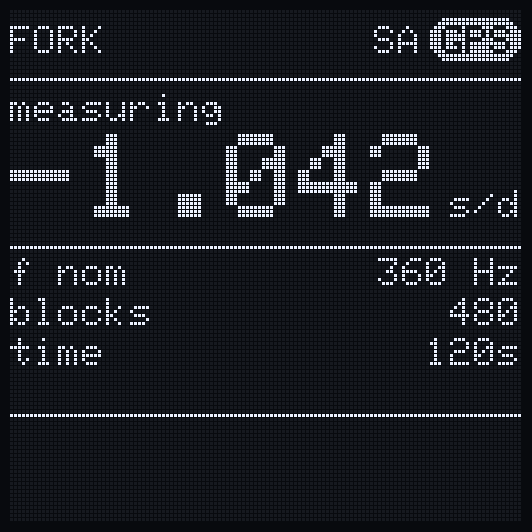 FORK SA GPS
measuring
-1.042 s/d
f nom 360 Hz
blocks 480
time 120s